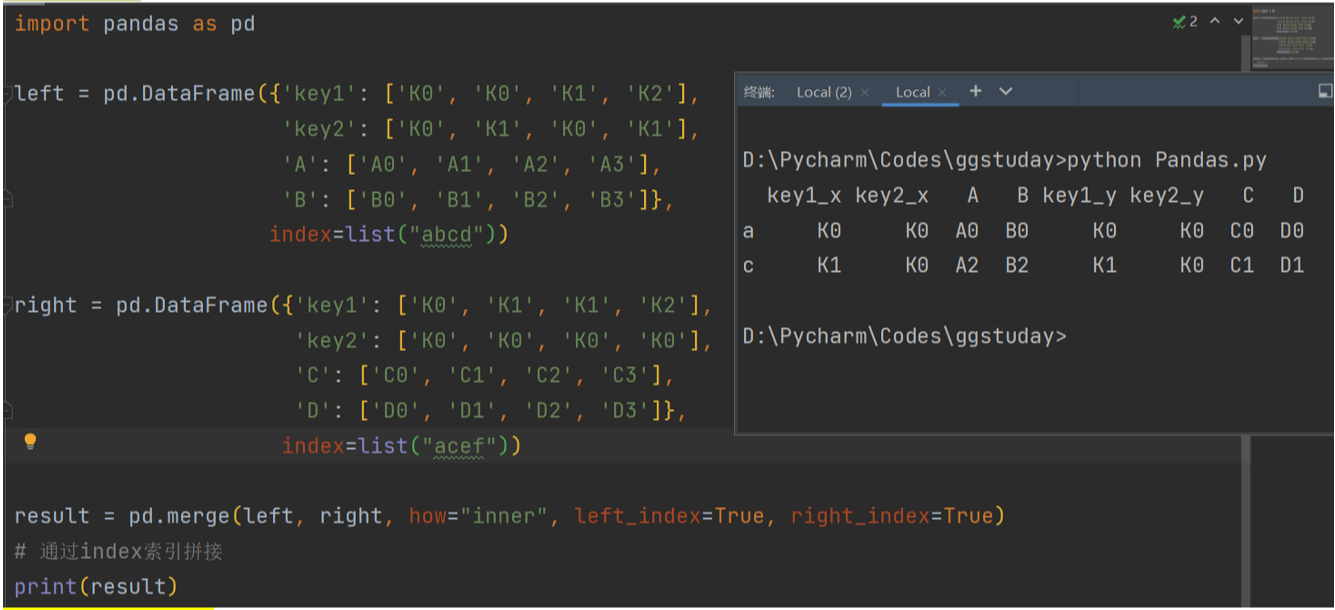 import pandas as pd
2
left = pd.DataFrame({'key1': ['K0', 'K0', 'K1', 'K2'],
'key2': ['K0', 'K1', 'K0', 'K1'],
'A': ['A0', 'A1', 'A2', 'A3'],
'B': ['B0', 'B1', 'B2', 'B3']},
index=list("abcd"))
right = pd.DataFrame({'key1': ['K0', 'K1', 'K1', 'K2'],
'key2': ['K0', 'K0', 'K0', 'K0'],
'C': ['C0', 'C1', 'C2', 'C3'],
'D': ['D0', 'D1', 'D2', 'D3']},
index=list("acef"))
result = pd.merge(left, right, how="inner", left_index=True, right_index=True)
# 通过index索引拼接
print(result)
终端: Local (2) × Local × +
D:\Pycharm\Codes\ggstuday>python Pandas.py
key1_x key2_x A B key1_y key2_y C D
a K0 K0 A0 B0 K0 K0 C0 D0
c K1 K0 A2 B2 K1 K0 C1 D1
D:\Pycharm\Codes\ggstuday>